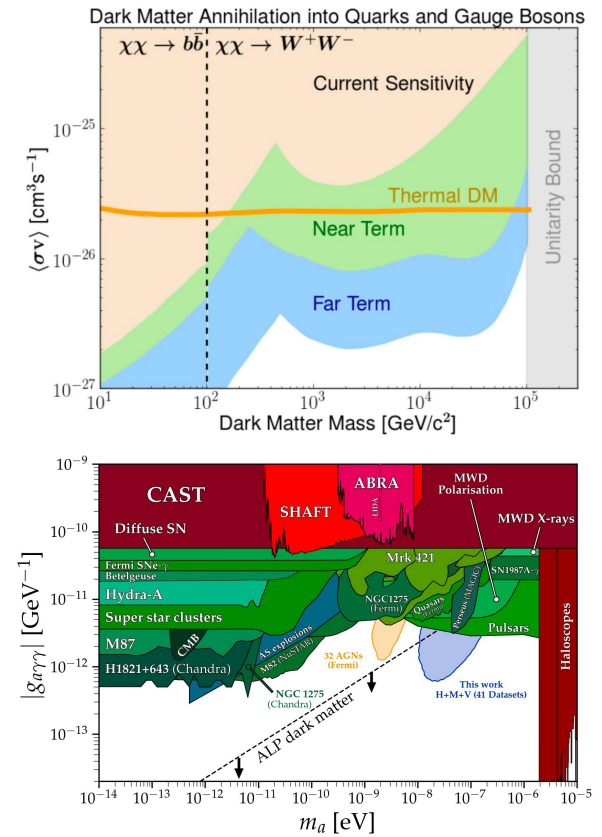 Dark Matter Annihilation into Quarks and Gauge Bosons
χχ → bb̄ χχ → W⁺W⁻
Current Sensitivity
10⁻²⁵
Thermal DM
Near Term
10⁻²⁶
Far Term
10⁻²⁷
Unitarity Bound
⟨σv⟩ [cm³s⁻¹]
10¹ 10² 10³ 10⁴ 10⁵
Dark Matter Mass [GeV/c²]
10⁻⁹
CAST
SHAFT
ABRA
LIDA
MWD
Polarisation
10⁻¹⁰
Diffuse SN
MWD X-rays
Fermi SNe-γ
Betelgeuse
Mrk 421
SN1987A-γ
Hydra-A
NGC1275
(Fermi)
Quasars
(Fermi)
Perseus (MAGIC)
10⁻¹¹
Super star clusters
Pulsars
M87
CMB
AS explosions
M82 (NuSTAR)
32 AGNs
(Fermi)
H1821+643 (Chandra)
10⁻¹²
NGC 1275
(Chandra)
This work
H+M+V (41 Datasets)
Haloscopes
ALP dark matter
10⁻¹³
|gₐᵧᵧ| [GeV⁻¹]
10⁻¹⁴ 10⁻¹³ 10⁻¹² 10⁻¹¹ 10⁻¹⁰ 10⁻⁹ 10⁻⁸ 10⁻⁷ 10⁻⁶ 10⁻⁵
mₐ [eV]